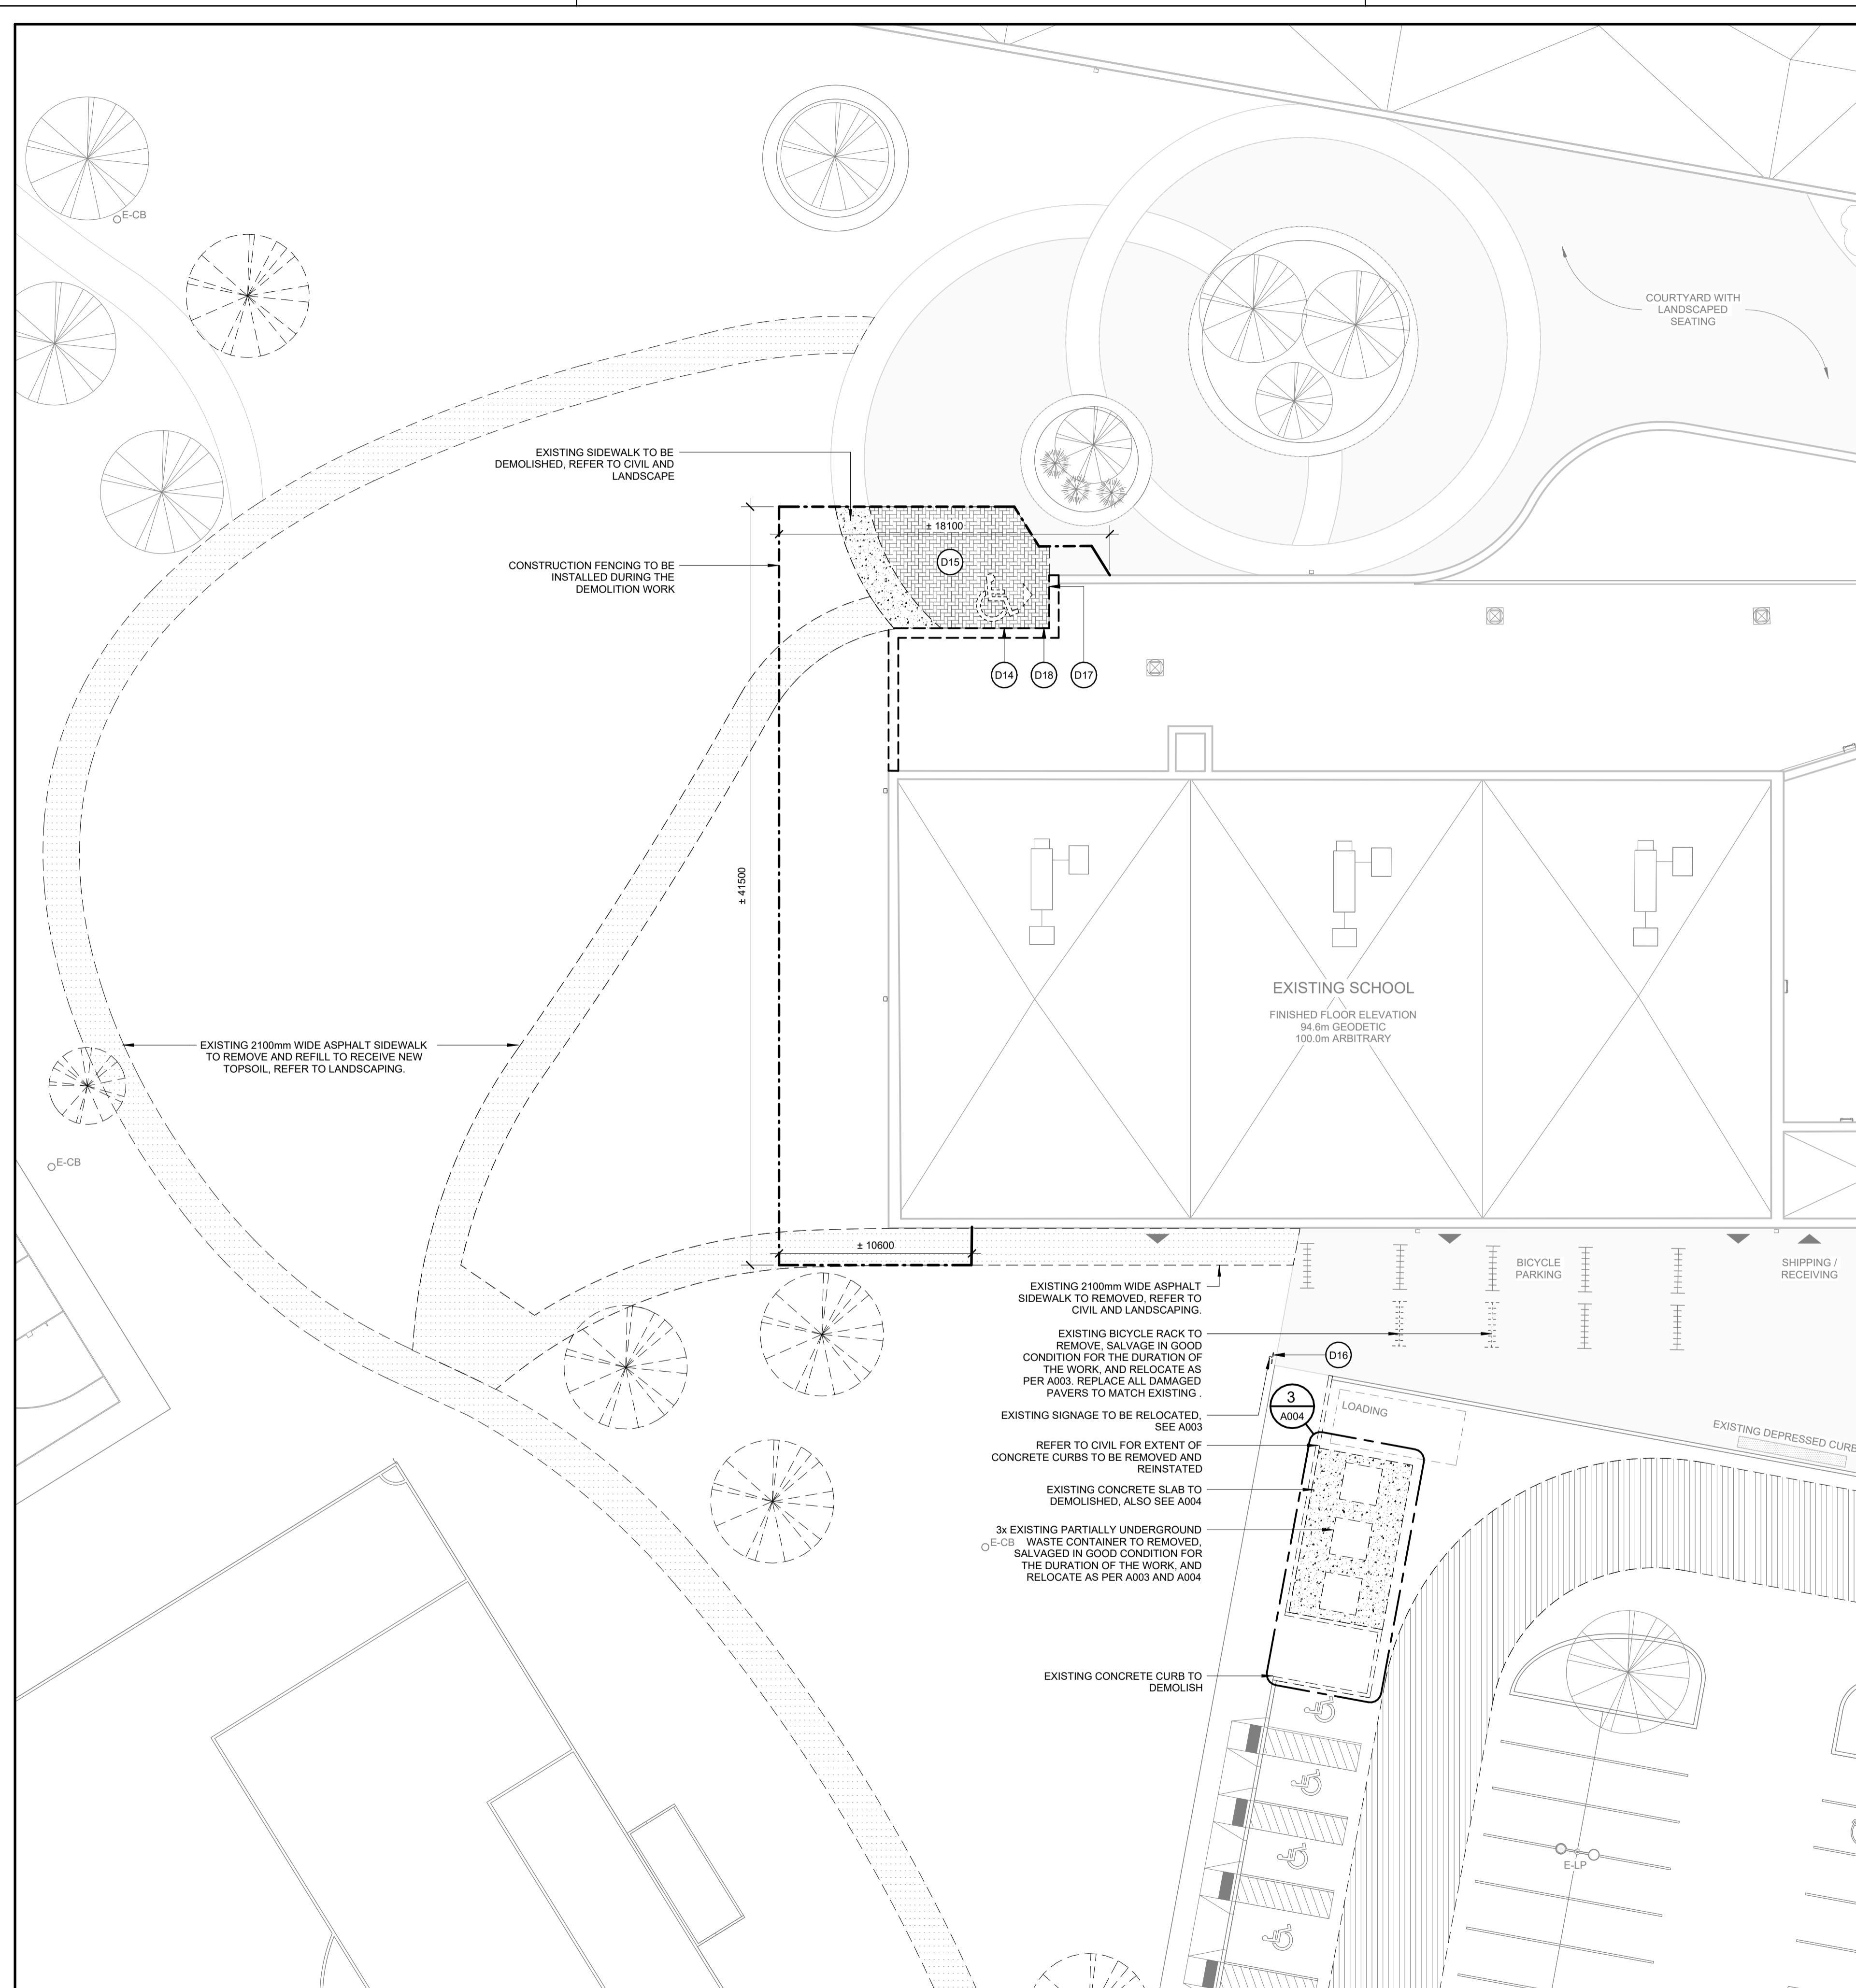 E-CB
COURTYARD WITH
LANDSCAPED
SEATING
EXISTING SIDEWALK TO BE
DEMOLISHED, REFER TO CIVIL AND
LANDSCAPE
± 18100
D15
CONSTRUCTION FENCING TO BE
INSTALLED DURING THE
DEMOLITION WORK
D14
D18
D17
± 41500
EXISTING SCHOOL
FINISHED FLOOR ELEVATION
94.6m GEODETIC
100.0m ARBITRARY
EXISTING 2100mm WIDE ASPHALT SIDEWALK
TO REMOVE AND REFILL TO RECEIVE NEW
TOPSOIL, REFER TO LANDSCAPING.
E-CB
± 10600
BICYCLE
PARKING
SHIPPING /
RECEIVING
EXISTING 2100mm WIDE ASPHALT
SIDEWALK TO REMOVED, REFER TO
CIVIL AND LANDSCAPING.
EXISTING BICYCLE RACK TO
REMOVE, SALVAGE IN GOOD
CONDITION FOR THE DURATION OF
THE WORK, AND RELOCATE AS
PER A003. REPLACE ALL DAMAGED
PAVERS TO MATCH EXISTING .
D16
3
A004
LOADING
EXISTING SIGNAGE TO BE RELOCATED,
SEE A003
EXISTING DEPRESSED CURB
REFER TO CIVIL FOR EXTENT OF
CONCRETE CURBS TO BE REMOVED AND
REINSTATED
EXISTING CONCRETE SLAB TO
DEMOLISHED, ALSO SEE A004
3x EXISTING PARTIALLY UNDERGROUND
WASTE CONTAINER TO REMOVED,
SALVAGED IN GOOD CONDITION FOR
THE DURATION OF THE WORK, AND
RELOCATE AS PER A003 AND A004
E-CB
EXISTING CONCRETE CURB TO
DEMOLISH
E-LP